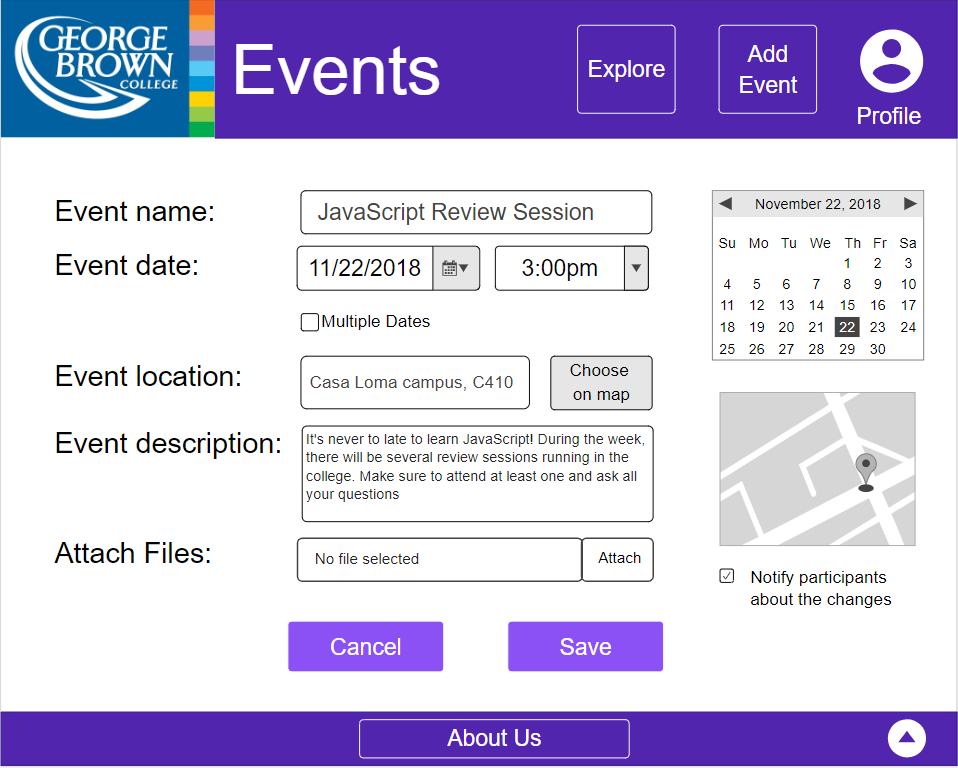 GEORGE
BROWN
COLLEGE
Events
Explore
Add
Event
Profile
Event name:
JavaScript Review Session
Event date:
11/22/2018
3:00pm
Multiple Dates
Event location:
Casa Loma campus, C410
Choose
on map
Event description:
It's never to late to learn JavaScript! During the week,
there will be several review sessions running in the
college. Make sure to attend at least one and ask all
your questions
Attach Files:
No file selected
Attach
Cancel
Save
November 22, 2018
Su Mo Tu We Th Fr Sa
1 2 3
4 5 6 7 8 9 10
11 12 13 14 15 16 17
18 19 20 21 22 23 24
25 26 27 28 29 30
Notify participants
about the changes
About Us